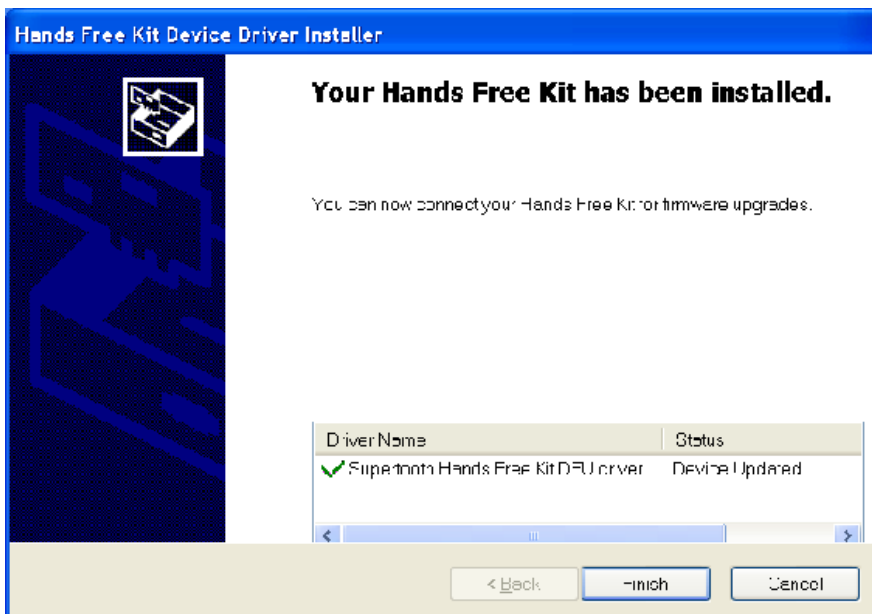 Hands Free Kit Device Driver Installer
Your Hands Free Kit has been installed.
You can now connect your Hands Free Kit for firmware upgrades.
Driver Name Status
Supertooth Hands Free Kit DFU driver Device Updated
< Back Finish Cancel